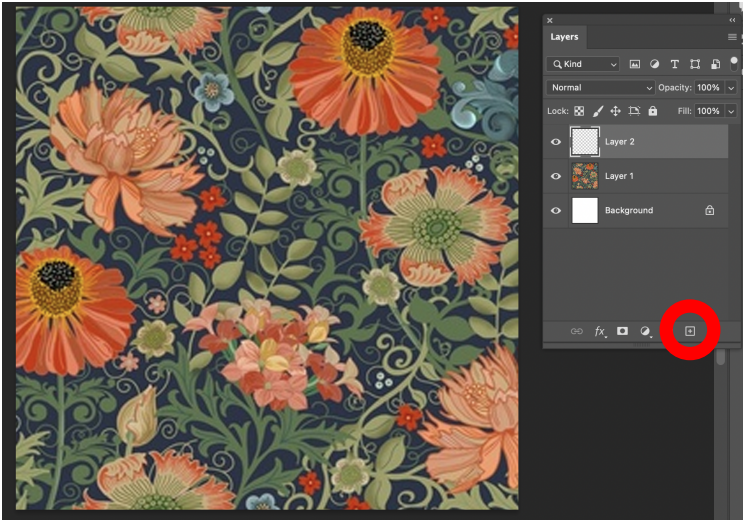 Layers
Kind
Normal
Opacity: 100%
Lock:
Fill: 100%
Layer 2
Layer 1
Background
fx